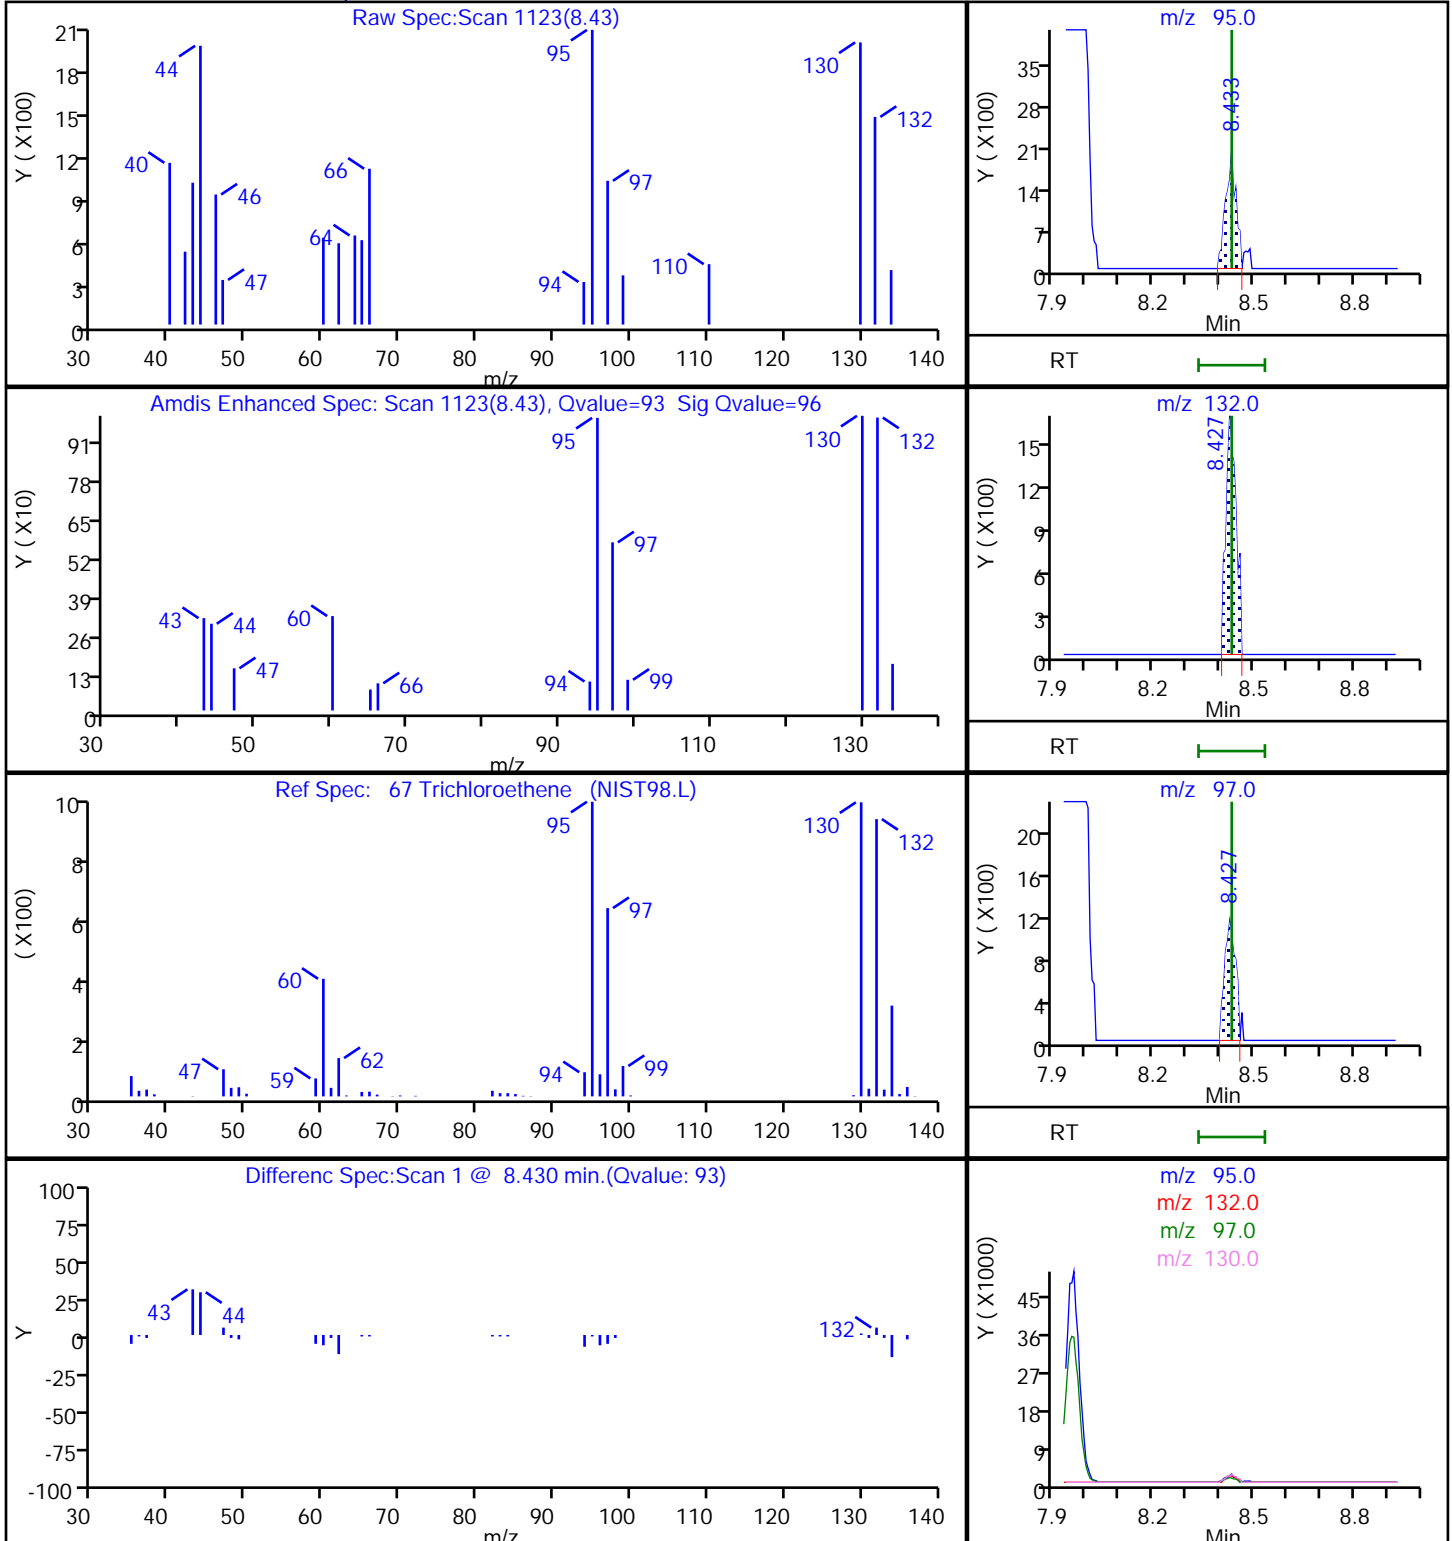 Raw Spec:Scan 1123(8.43)
Y ( X100)
21
18
15
12
9
6
3
0
44
40
46
47
66
64
95
97
94
110
130
132
30 40 50 60 70 80 90 100 110 120 130 140
m/z
m/z 95.0
Y ( X100)
35
28
21
14
7
0
8.433
7.9 8.2 8.5 8.8
Min
RT
Amdis Enhanced Spec: Scan 1123(8.43), Qvalue=93 Sig Qvalue=96
Y ( X10)
91
78
65
52
39
26
13
0
43
44
47
60
66
95
97
94
99
130
132
30 50 70 90 110 130
m/z
m/z 132.0
Y ( X100)
15
12
9
6
3
0
8.427
7.9 8.2 8.5 8.8
Min
RT
Ref Spec: 67 Trichloroethene (NIST98.L)
( X100)
10
8
6
4
2
0
47
59
60
62
95
97
94
99
130
132
30 40 50 60 70 80 90 100 110 120 130 140
m/z 97.0
Y ( X100)
20
16
12
8
4
0
8.427
7.9 8.2 8.5 8.8
Min
RT
Differenc Spec:Scan 1 @ 8.430 min.(Qvalue: 93)
Y
100
75
50
25
0
-25
-50
-75
-100
43
44
132
30 40 50 60 70 80 90 100 110 120 130 140
m/z
m/z 95.0
m/z 132.0
m/z 97.0
m/z 130.0
Y ( X1000)
45
36
27
18
9
0
7.9 8.2 8.5 8.8
Min